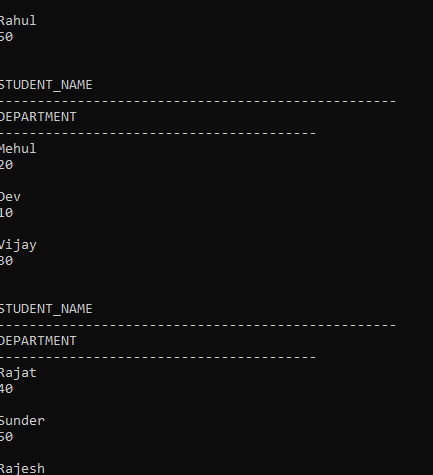 Rahul
50
STUDENT_NAME
--------------------------------------------------
DEPARTMENT
----------------------------------------
Mehul
20
Dev
10
Vijay
30
STUDENT_NAME
--------------------------------------------------
DEPARTMENT
----------------------------------------
Rajat
40
Sunder
50
Rajesh